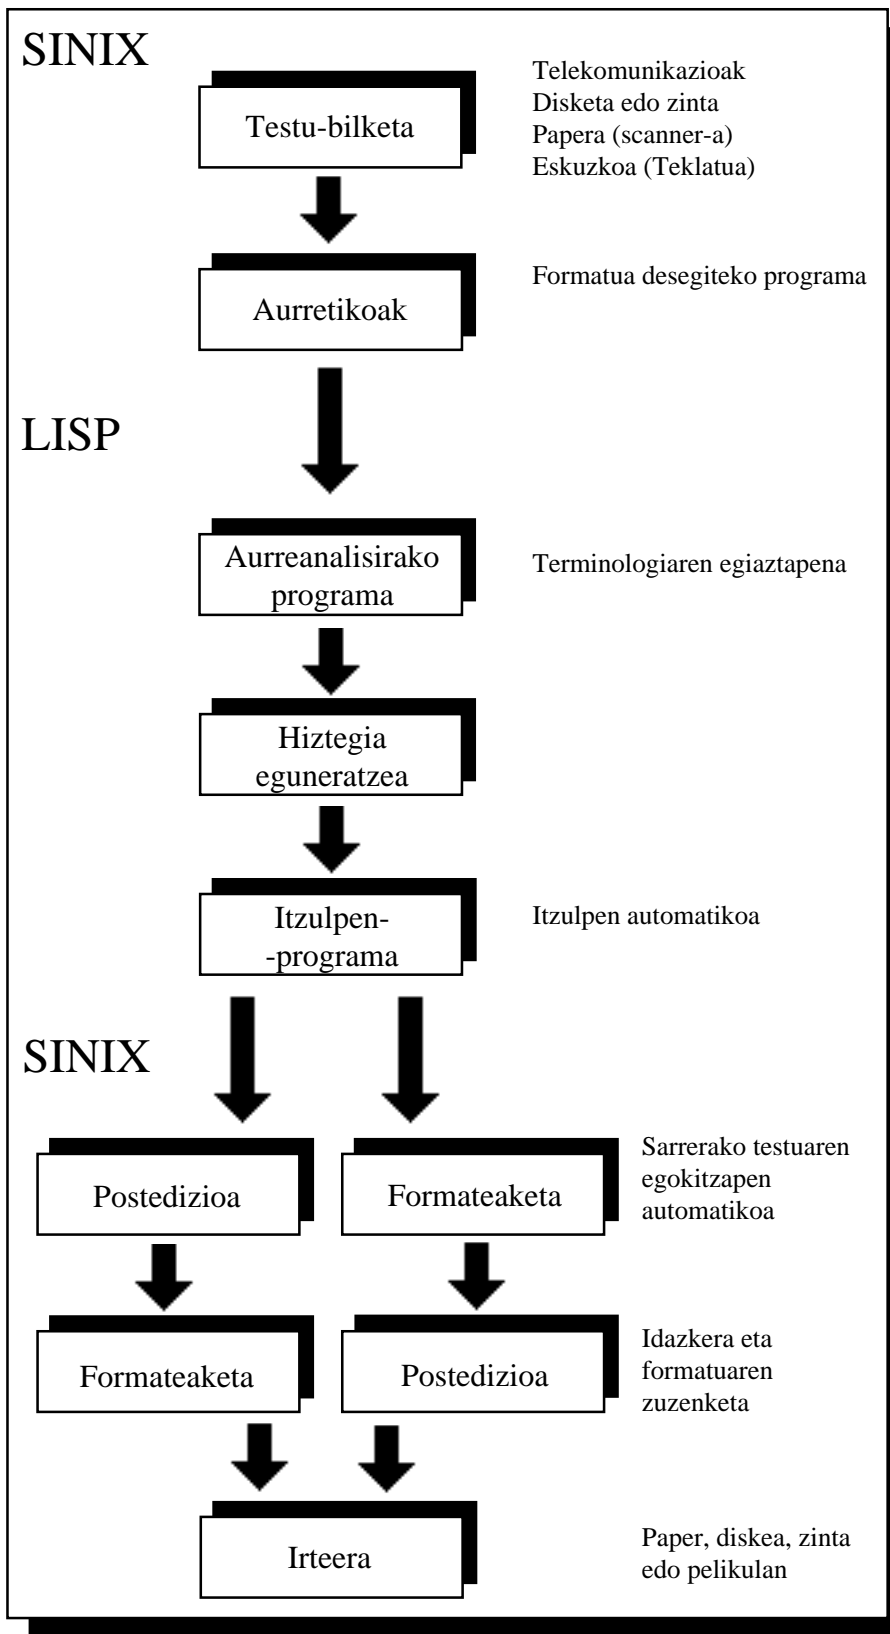 SINIX
Testu-bilketa
Telekomunikazioak
Disketa edo zinta
Papera (scanner-a)
Eskuzkoa (Teklatua)
Aurretikoak
Formatua desegiteko programa
LISP
Aurreanalisirako
programa
Terminologiaren egiaztapena
Hiztegia
eguneratzea
Itzulpen-
-programa
Itzulpen automatikoa
SINIX
Postedizioa
Formateaketa
Sarrerako testuaren
egokitzapen
automatikoa
Formateaketa
Postedizioa
Idazkera eta
formatuaren
zuzenketa
Irteera
Paper, diskea, zinta
edo pelikulan